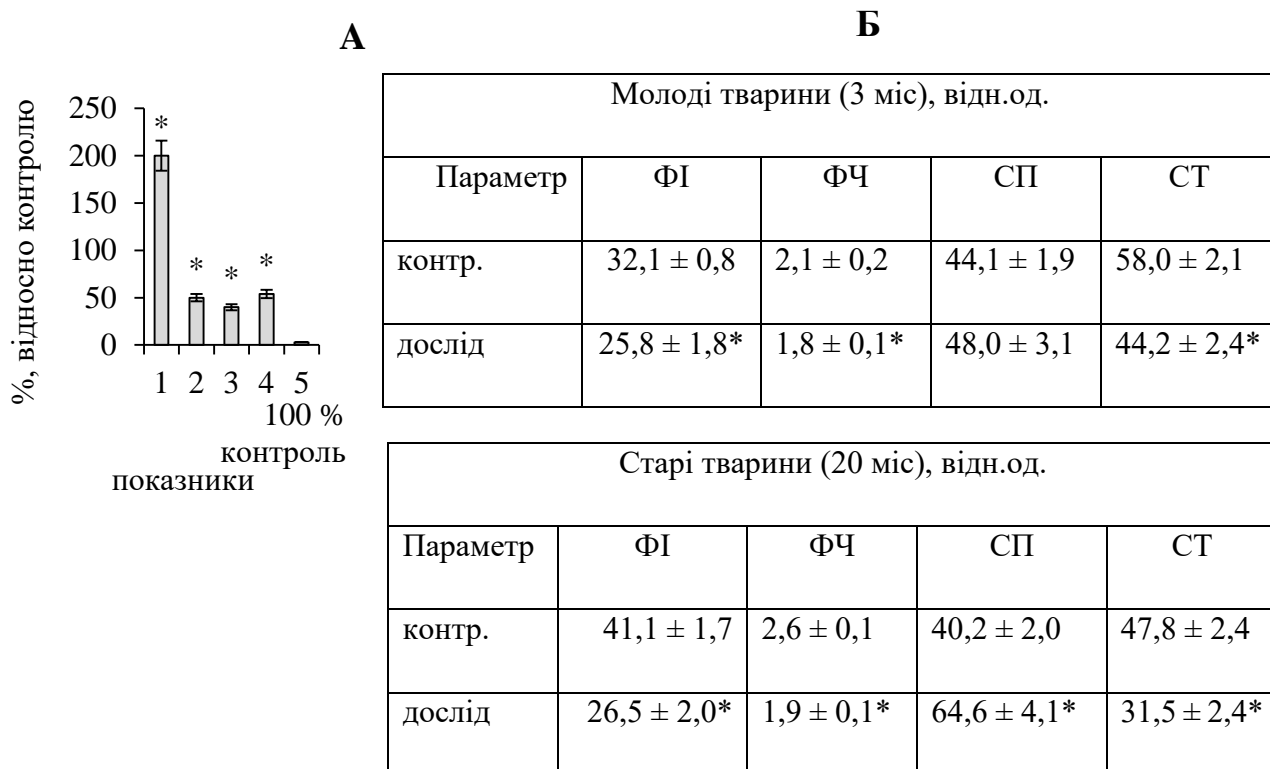 А
%, відносно контролю
250
200
150
100
50
0
*
*
*
*
1 2 3 4 5
100 %
контроль
показники
Б
Молоді тварини (3 міс), відн.од.
Параметр ФІ ФЧ СП СТ
контр. 32,1 ± 0,8 2,1 ± 0,2 44,1 ± 1,9 58,0 ± 2,1
дослід 25,8 ± 1,8* 1,8 ± 0,1* 48,0 ± 3,1 44,2 ± 2,4*
Старі тварини (20 міс), відн.од.
Параметр ФІ ФЧ СП СТ
контр. 41,1 ± 1,7 2,6 ± 0,1 40,2 ± 2,0 47,8 ± 2,4
дослід 26,5 ± 2,0* 1,9 ± 0,1* 64,6 ± 4,1* 31,5 ± 2,4*